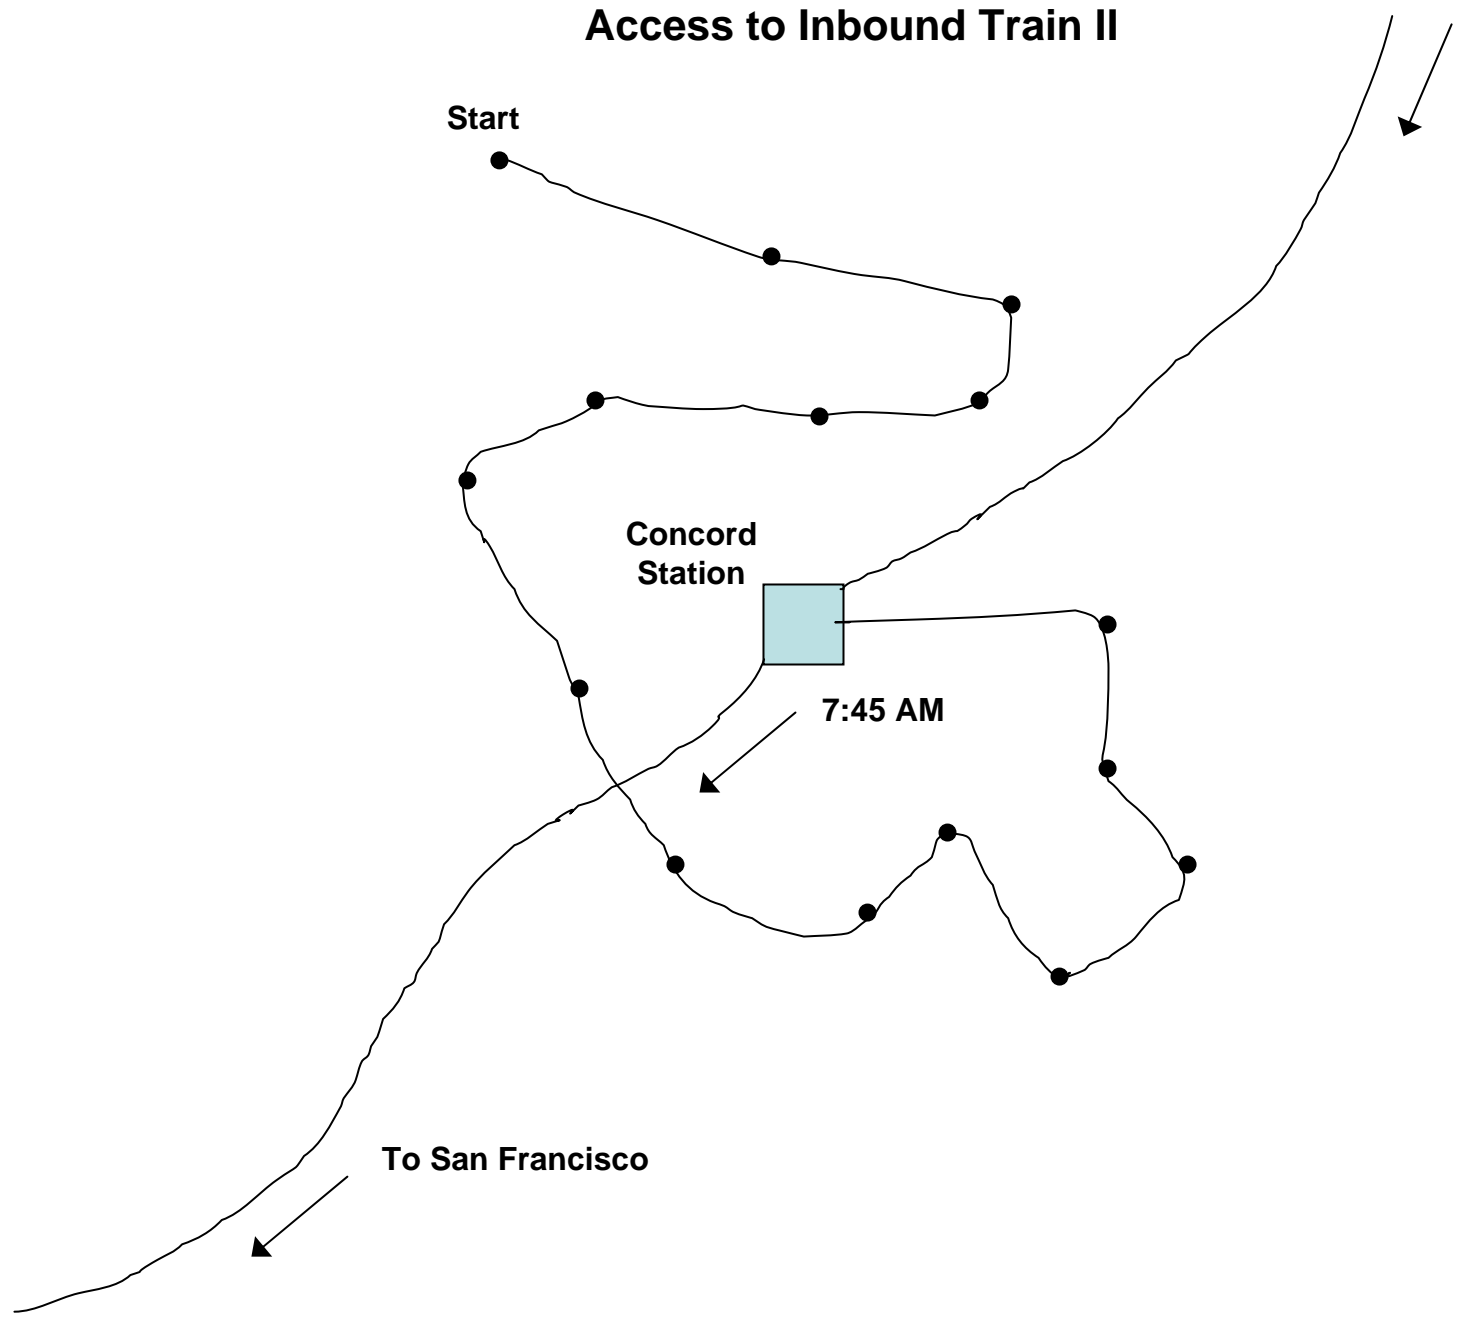 Access to Inbound Train II
Start
Concord
Station
7:45 AM
To San Francisco